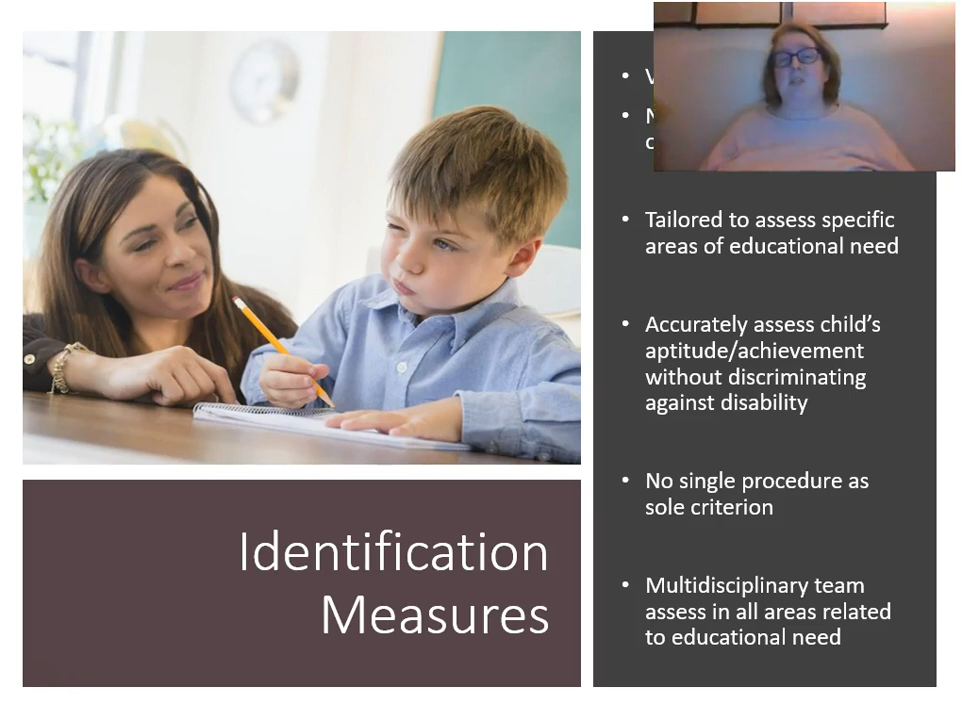 Tailored to assess specific
areas of educational need
Accurately assess child's
aptitude/achievement
without discriminating
against disability
No single procedure as
sole criterion
Multidisciplinary team
assess in all areas related
to educational need
Identification
Measures